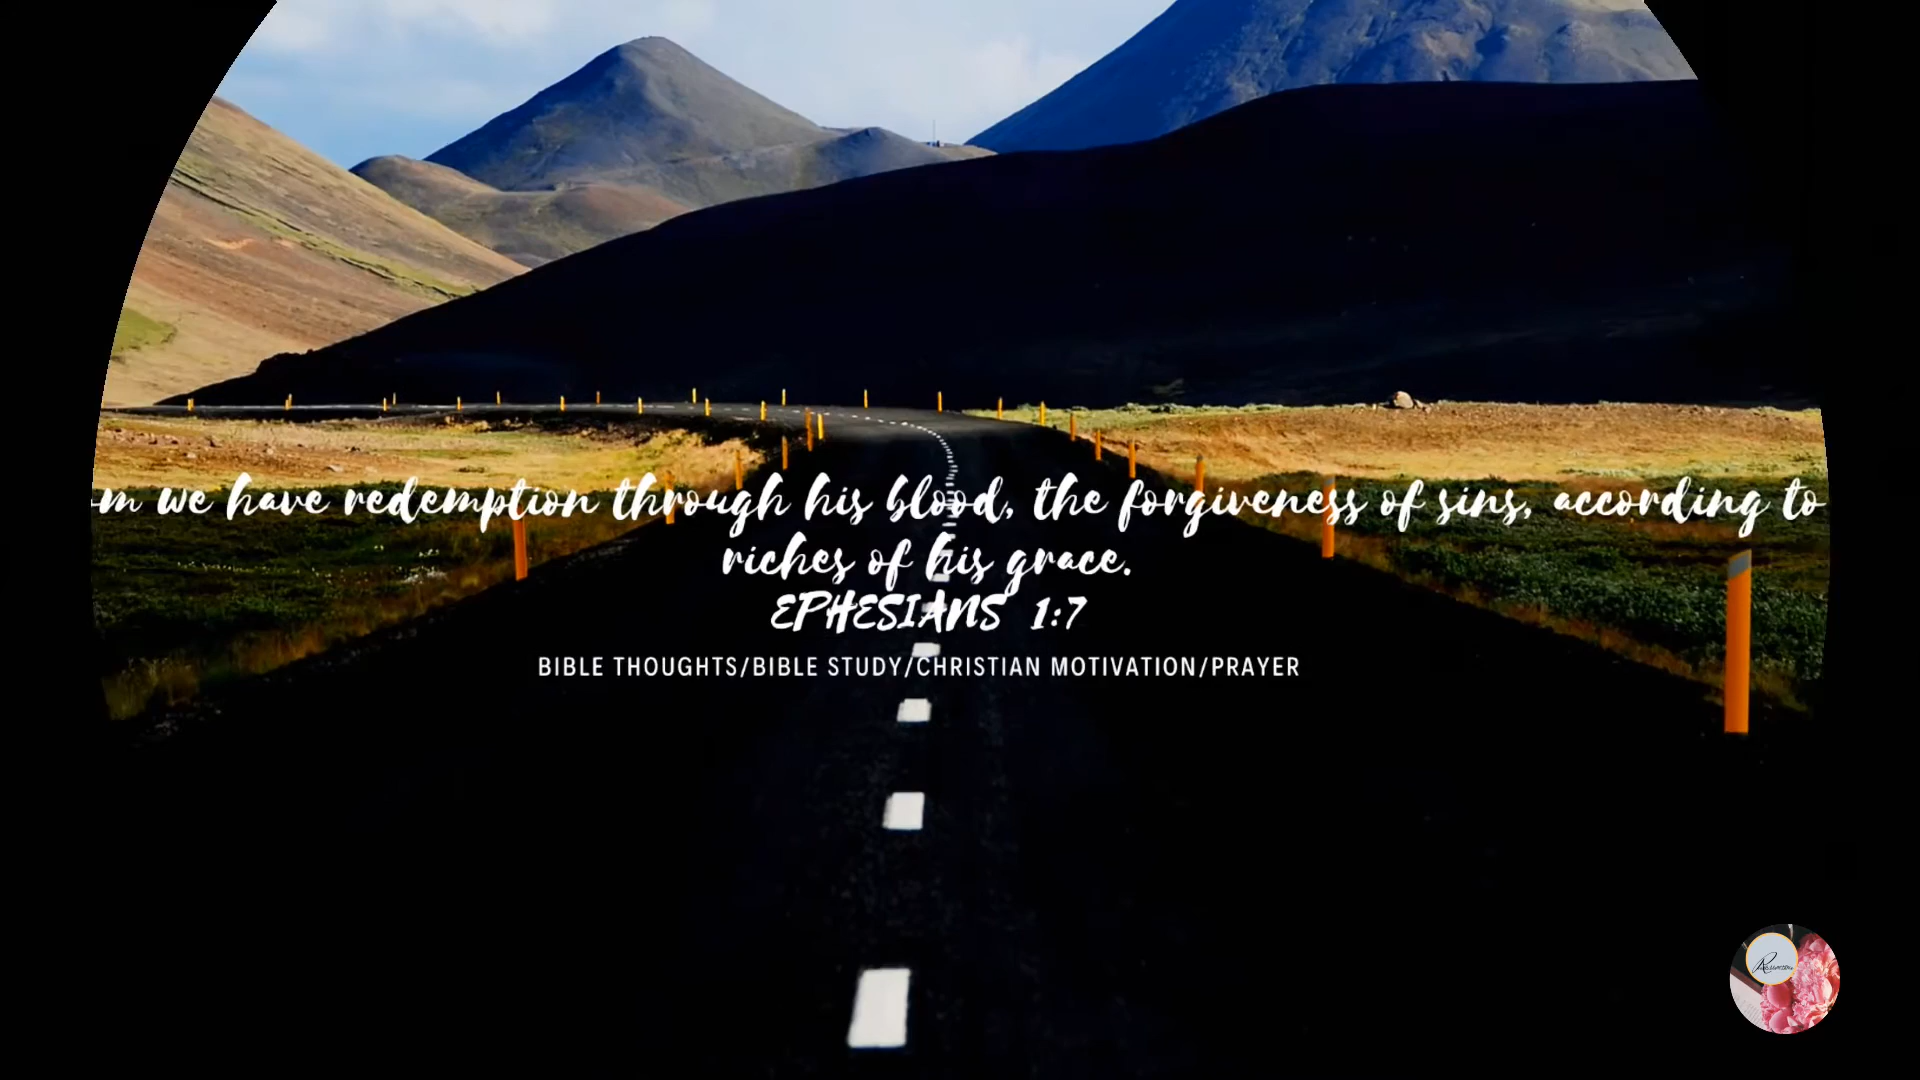 m we have redemption through his blood, the forgiveness of sins, according to
riches of his grace.
EPHESIANS 1:7
BIBLE THOUGHTS/BIBLE STUDY/CHRISTIAN MOTIVATION/PRAYER